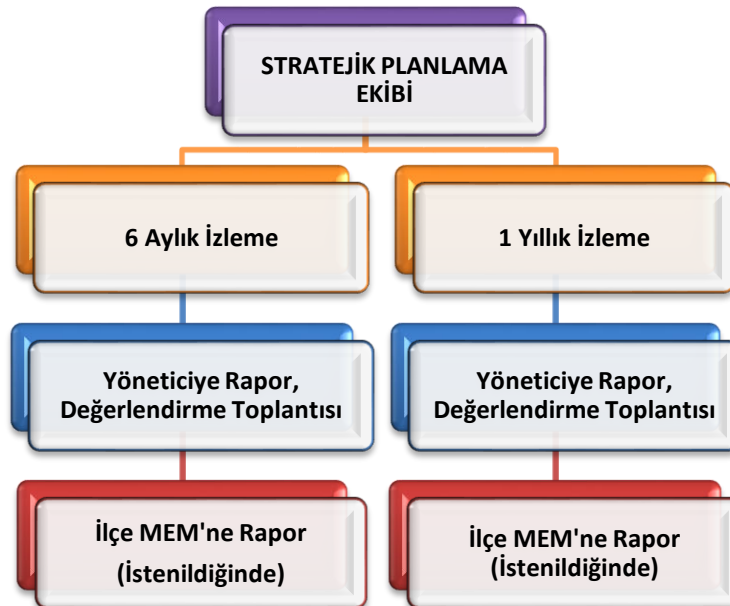 STRATEJİK PLANLAMA
EKİBİ
6 Aylık İzleme
1 Yıllık İzleme
Yöneticiye Rapor,
Değerlendirme Toplantısı
Yöneticiye Rapor,
Değerlendirme Toplantısı
İlçe MEM'ne Rapor
(İstenildiğinde)
İlçe MEM'ne Rapor
(İstenildiğinde)